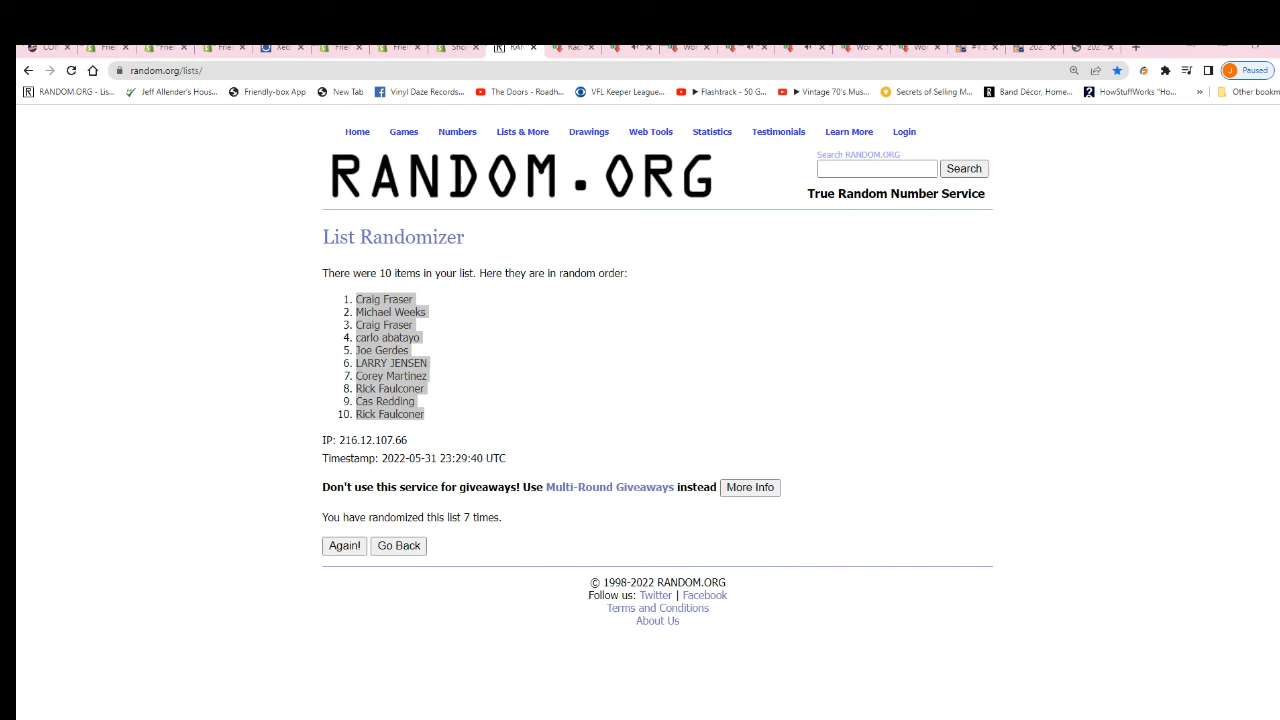 random.org/lists/
Paused
RANDOM.ORG - Lis...
Jeff Allender's Hous...
Friendly-box App
New Tab
Vinyl Daze Records...
The Doors - Roadh...
VFL Keeper League...
Flashtrack - 50 G...
Vintage 70's Mus...
Secrets of Selling M...
Band Décor, Home...
HowStuffWorks "Ho...
»
Other bookm
Home Games Numbers Lists & More Drawings Web Tools Statistics Testimonials Learn More Login
Search RANDOM.ORG
RANDOM.ORG
Search
True Random Number Service
List Randomizer
There were 10 items in your list. Here they are in random order:
1. Craig Fraser
2. Michael Weeks
3. Craig Fraser
4. carlo abatayo
5. Joe Gerdes
6. LARRY JENSEN
7. Corey Martinez
8. Rick Faulconer
9. Cas Redding
10. Rick Faulconer
IP: 216.12.107.66
Timestamp: 2022-05-31 23:29:40 UTC
Don't use this service for giveaways! Use Multi-Round Giveaways instead More Info
You have randomized this list 7 times.
Again! Go Back
© 1998-2022 RANDOM.ORG
Follow us: Twitter | Facebook
Terms and Conditions
About Us